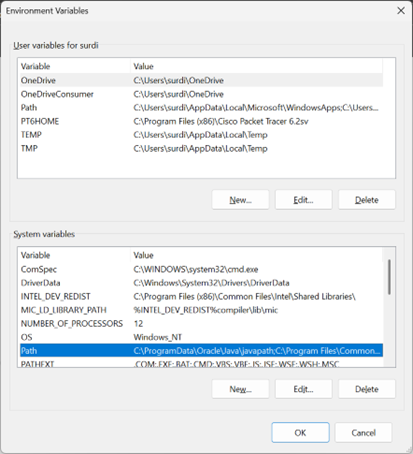 Environment Variables
User variables for surdi
Variable Value
OneDrive C:\Users\surdi\OneDrive
OneDriveConsumer C:\Users\surdi\OneDrive
Path C:\Users\surdi\AppData\Local\Microsoft\WindowsApps;C:\Users...
PT6HOME C:\Program Files (x86)\Cisco Packet Tracer 6.2sv
TEMP C:\Users\surdi\AppData\Local\Temp
TMP C:\Users\surdi\AppData\Local\Temp
New... Edit... Delete
System variables
Variable Value
ComSpec C:\WINDOWS\system32\cmd.exe
DriverData C:\Windows\System32\Drivers\DriverData
INTEL_DEV_REDIST C:\Program Files (x86)\Common Files\Intel\Shared Libraries\
MIC_LD_LIBRARY_PATH %INTEL_DEV_REDIST%compiler\lib\mic
NUMBER_OF_PROCESSORS 12
OS Windows_NT
Path C:\ProgramData\Oracle\Java\javapath;C:\Program Files\Common...
PATHEXT .COM;.EXE;.BAT;.CMD;.VBS;.VBE;.JS;.JSE;.WSF;.WSH;.MSC
New... Edit... Delete
OK Cancel